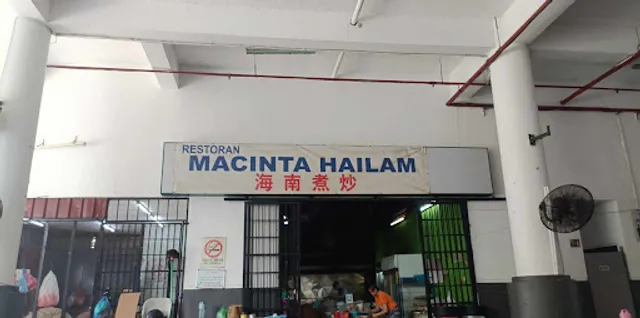 RESTORAN
MACINTA HAILAM
海南煮炒